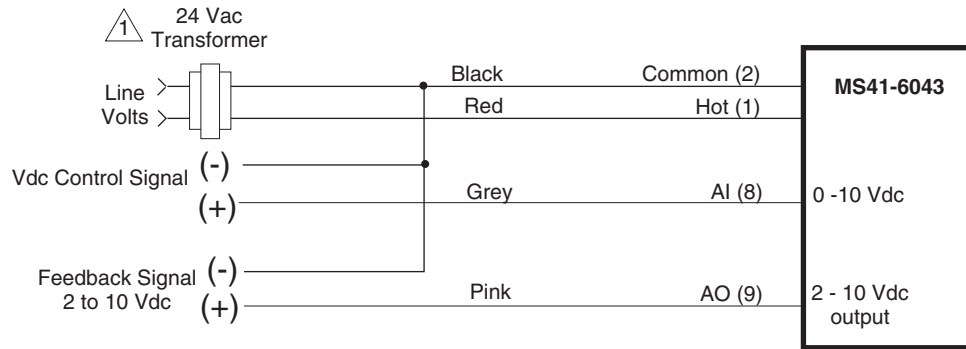 1
24 Vac
Transformer
Line
Volts
Black
Common (2)
Red
Hot (1)
MS41-6043
Vdc Control Signal
(-)
(+)
Grey
AI (8)
0 -10 Vdc
Feedback Signal
2 to 10 Vdc
(-)
(+)
Pink
AO (9)
2 - 10 Vdc
output